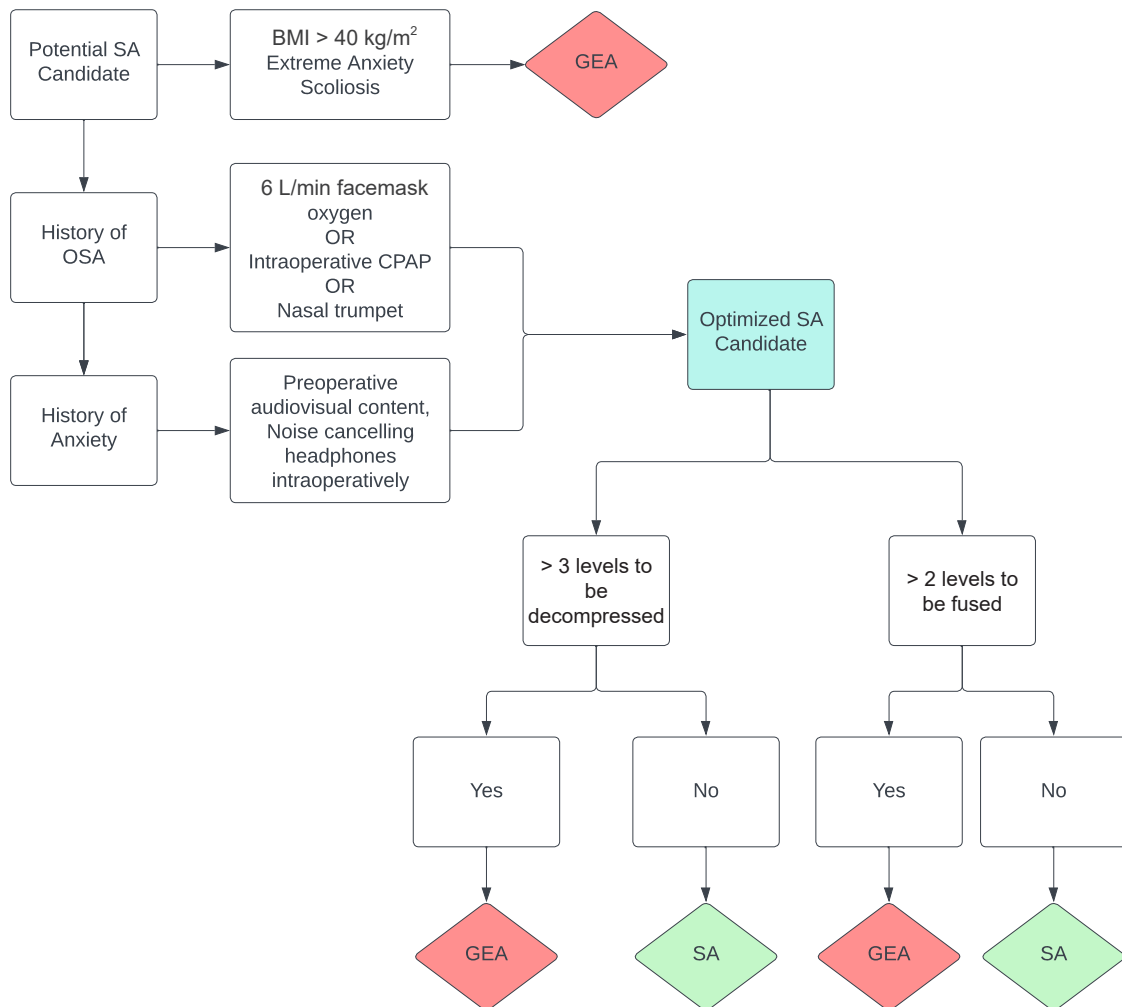 Potential SA
Candidate
BMI > 40 kg/m²
Extreme Anxiety
Scoliosis
GEA
History of
OSA
6 L/min facemask
oxygen
OR
Intraoperative CPAP
OR
Nasal trumpet
History of
Anxiety
Preoperative
audiovisual content,
Noise cancelling
headphones
intraoperatively
Optimized SA
Candidate
> 3 levels to
be
decompressed
> 2 levels to
be fused
Yes
No
Yes
No
GEA
SA
GEA
SA